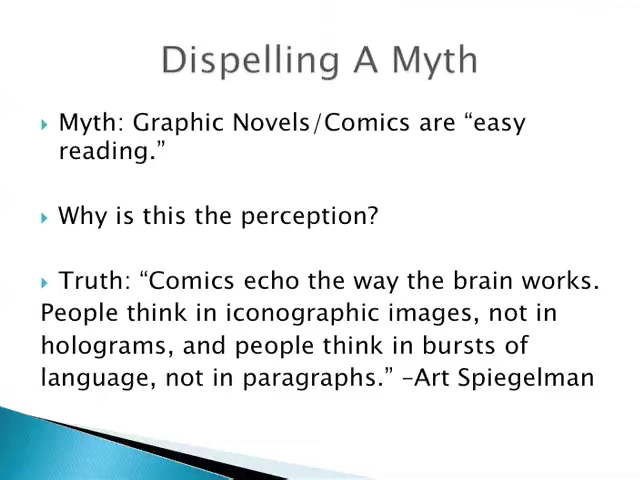 Dispelling A Myth
Myth: Graphic Novels/Comics are “easy
reading.”
Why is this the perception?
Truth: “Comics echo the way the brain works.
People think in iconographic images, not in
holograms, and people think in bursts of
language, not in paragraphs.” –Art Spiegelman